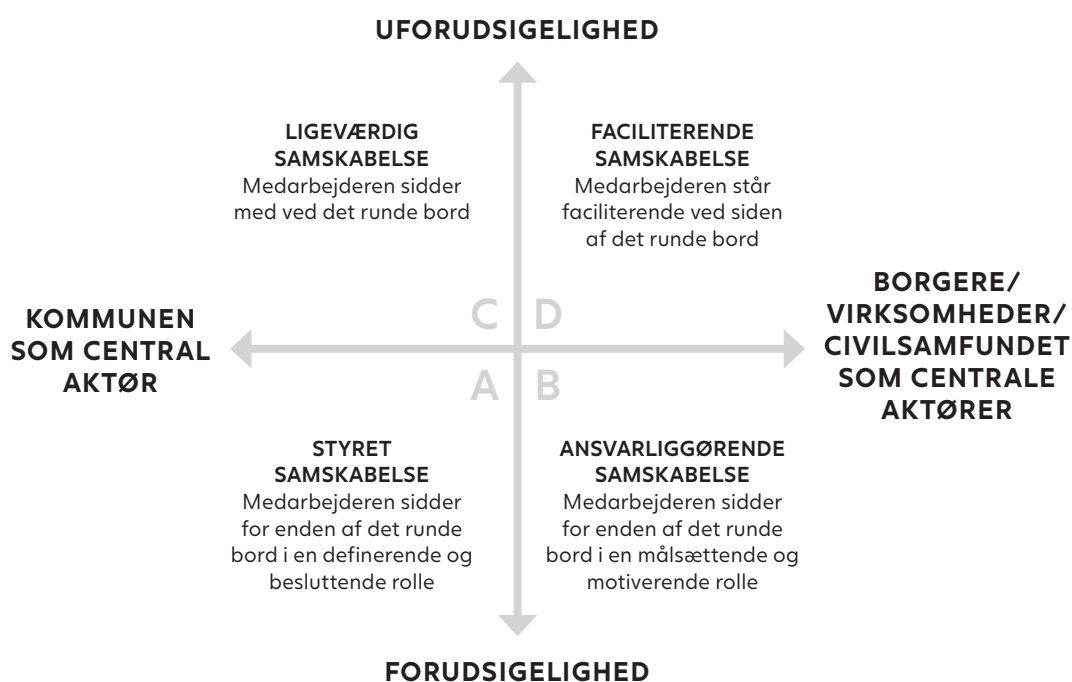 UFORUDSIGELIGHED
LIGEVÆRDIG
SAMSKABELSE
Medarbejderen sidder
med ved det runde bord
FACILITERENDE
SAMSKABELSE
Medarbejderen står
faciliterende ved siden
af det runde bord
KOMMUNEN
SOM CENTRAL
AKTØR
C
D
A
B
BORGERE/
VIRKSOMHEDER/
CIVILSAMFUNDET
SOM CENTRALE
AKTØRER
STYRET
SAMSKABELSE
Medarbejderen sidder
for enden af det runde
bord i en definerende og
besluttende rolle
ANSVARLIGGØRENDE
SAMSKABELSE
Medarbejderen sidder
for enden af det runde
bord i en målsættende og
motiverende rolle
FORUDSIGELIGHED